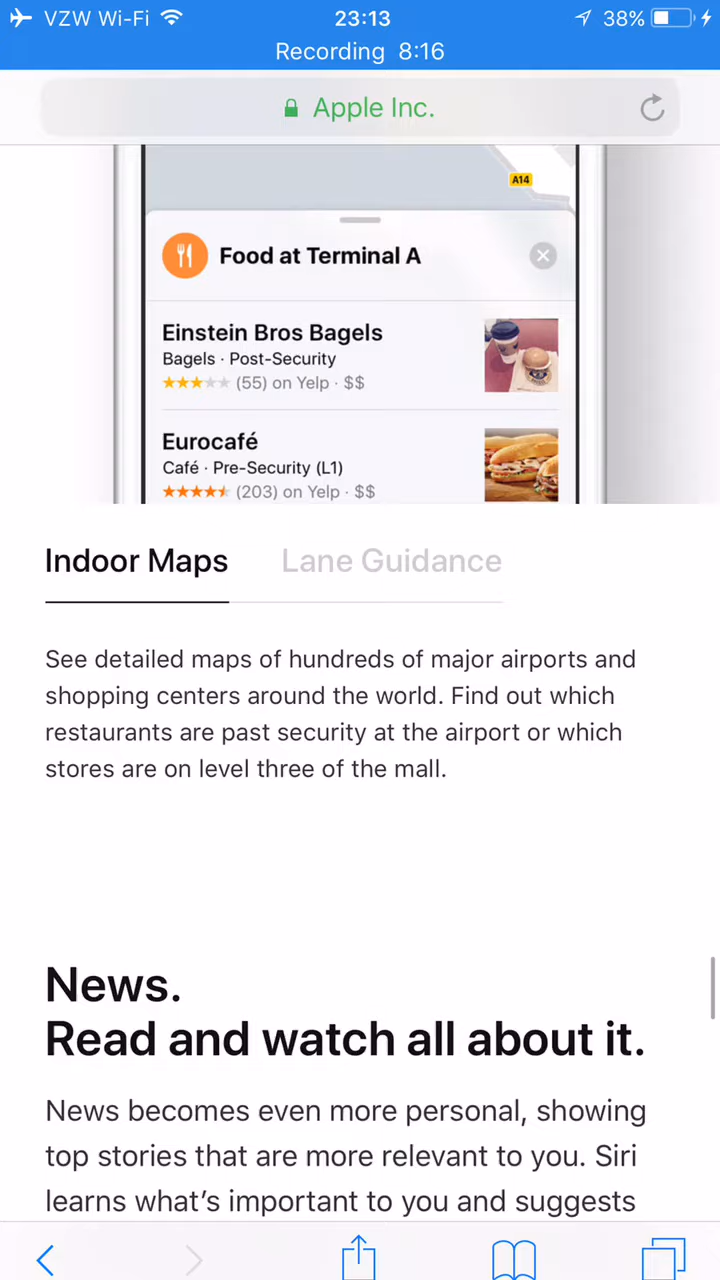 VZW Wi-Fi 23:13 38%
Recording 8:16
Apple Inc.
A14
Food at Terminal A
Einstein Bros Bagels
Bagels · Post-Security
(55) on Yelp · $$
Eurocafé
Café · Pre-Security (L1)
(203) on Yelp · $$
Indoor Maps Lane Guidance
See detailed maps of hundreds of major airports and
shopping centers around the world. Find out which
restaurants are past security at the airport or which
stores are on level three of the mall.
News.
Read and watch all about it.
News becomes even more personal, showing
top stories that are more relevant to you. Siri
learns what’s important to you and suggests